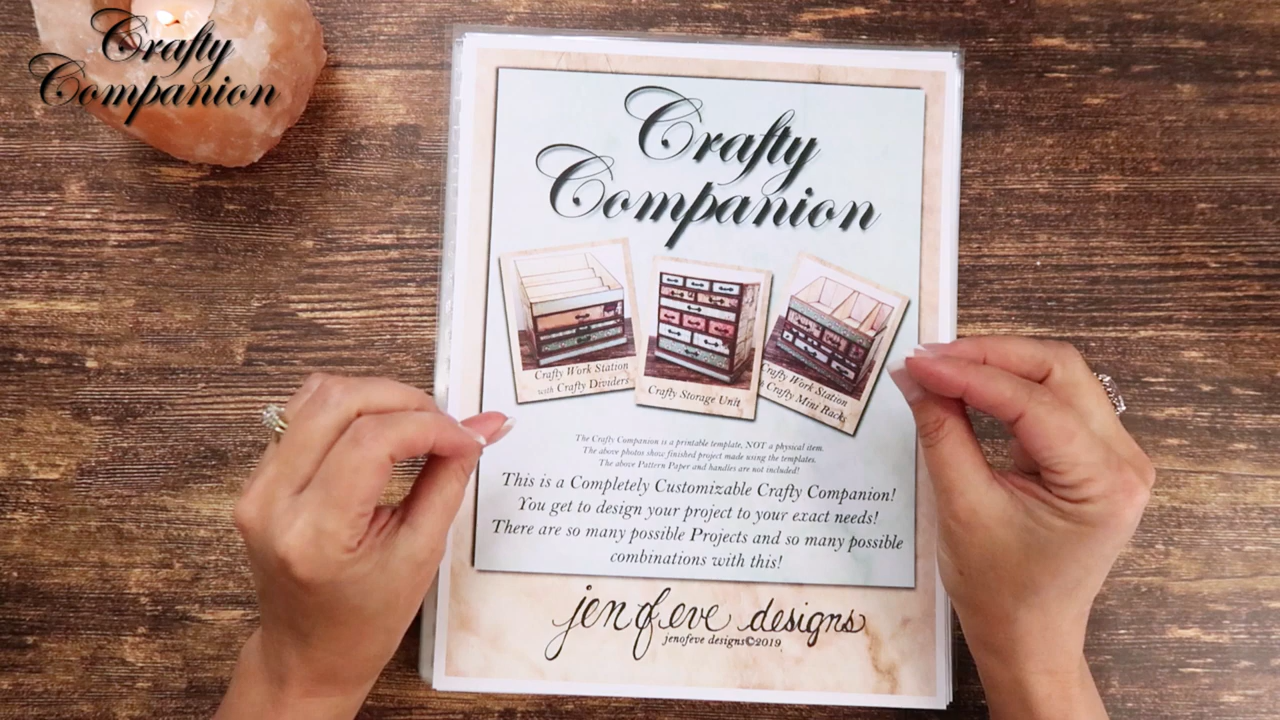 Crafty
Companion
Crafty
Companion
Crafty Work Station
with Crafty Dividers
Crafty Storage Unit
Crafty Work Station
Crafty Mini Racks
The Crafty Companion is a printable template, NOT a physical item.
The above photos show finished project made using the templates.
The above Pattern Paper and handles are not included!
This is a Completely Customizable Crafty Companion!
You get to design your project to your exact needs!
There are so many possible Projects and so many possible
combinations with this!
jen of eve designs
jenofeve designs©2019